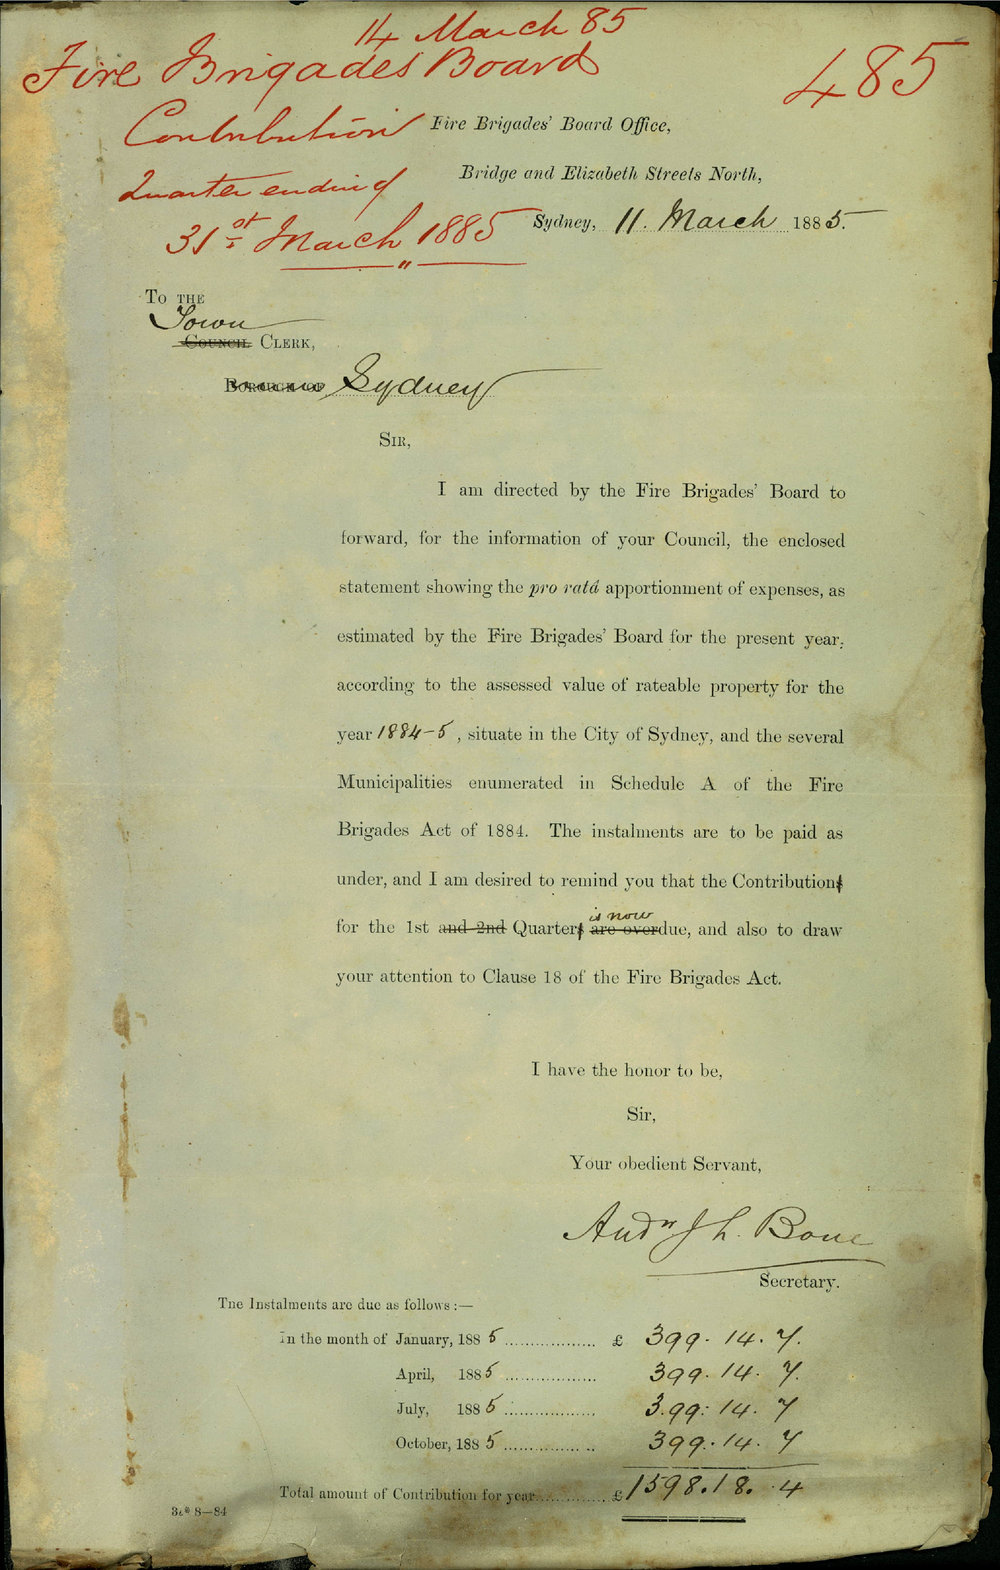 14 March 85
Fire Brigades Board
485
Contribution
Quarter ending
31st March 1885
"
Fire Brigades' Board Office,
Bridge and Elizabeth Streets North,
Sydney, 11. March 1885.
To the
Town
Council Clerk,
Borough of Sydney
Sir,
I am directed by the Fire Brigades' Board to
forward, for the information of your Council, the enclosed
statement showing the pro ratâ apportionment of expenses, as
estimated by the Fire Brigades' Board for the present year,
according to the assessed value of rateable property for the
year 1884-5, situate in the City of Sydney, and the several
Municipalities enumerated in Schedule A of the Fire
Brigades Act of 1884. The instalments are to be paid as
under, and I am desired to remind you that the Contributions
is now
for the 1st and 2nd Quarters are overdue, and also to draw
your attention to Clause 18 of the Fire Brigades Act.
I have the honor to be,
Sir,
Your obedient Servant,
Andw J L. Bone
Secretary.
The Instalments are due as follows:—
In the month of January, 1885 .................. £ 399. 14. 7.
April, 1885 .................. 399. 14. 7.
July, 1885 .................. 399. 14. 7
October, 1885 .................. 399. 14. 7
Total amount of Contribution for year.............. £ 1598. 18. 4
8—84